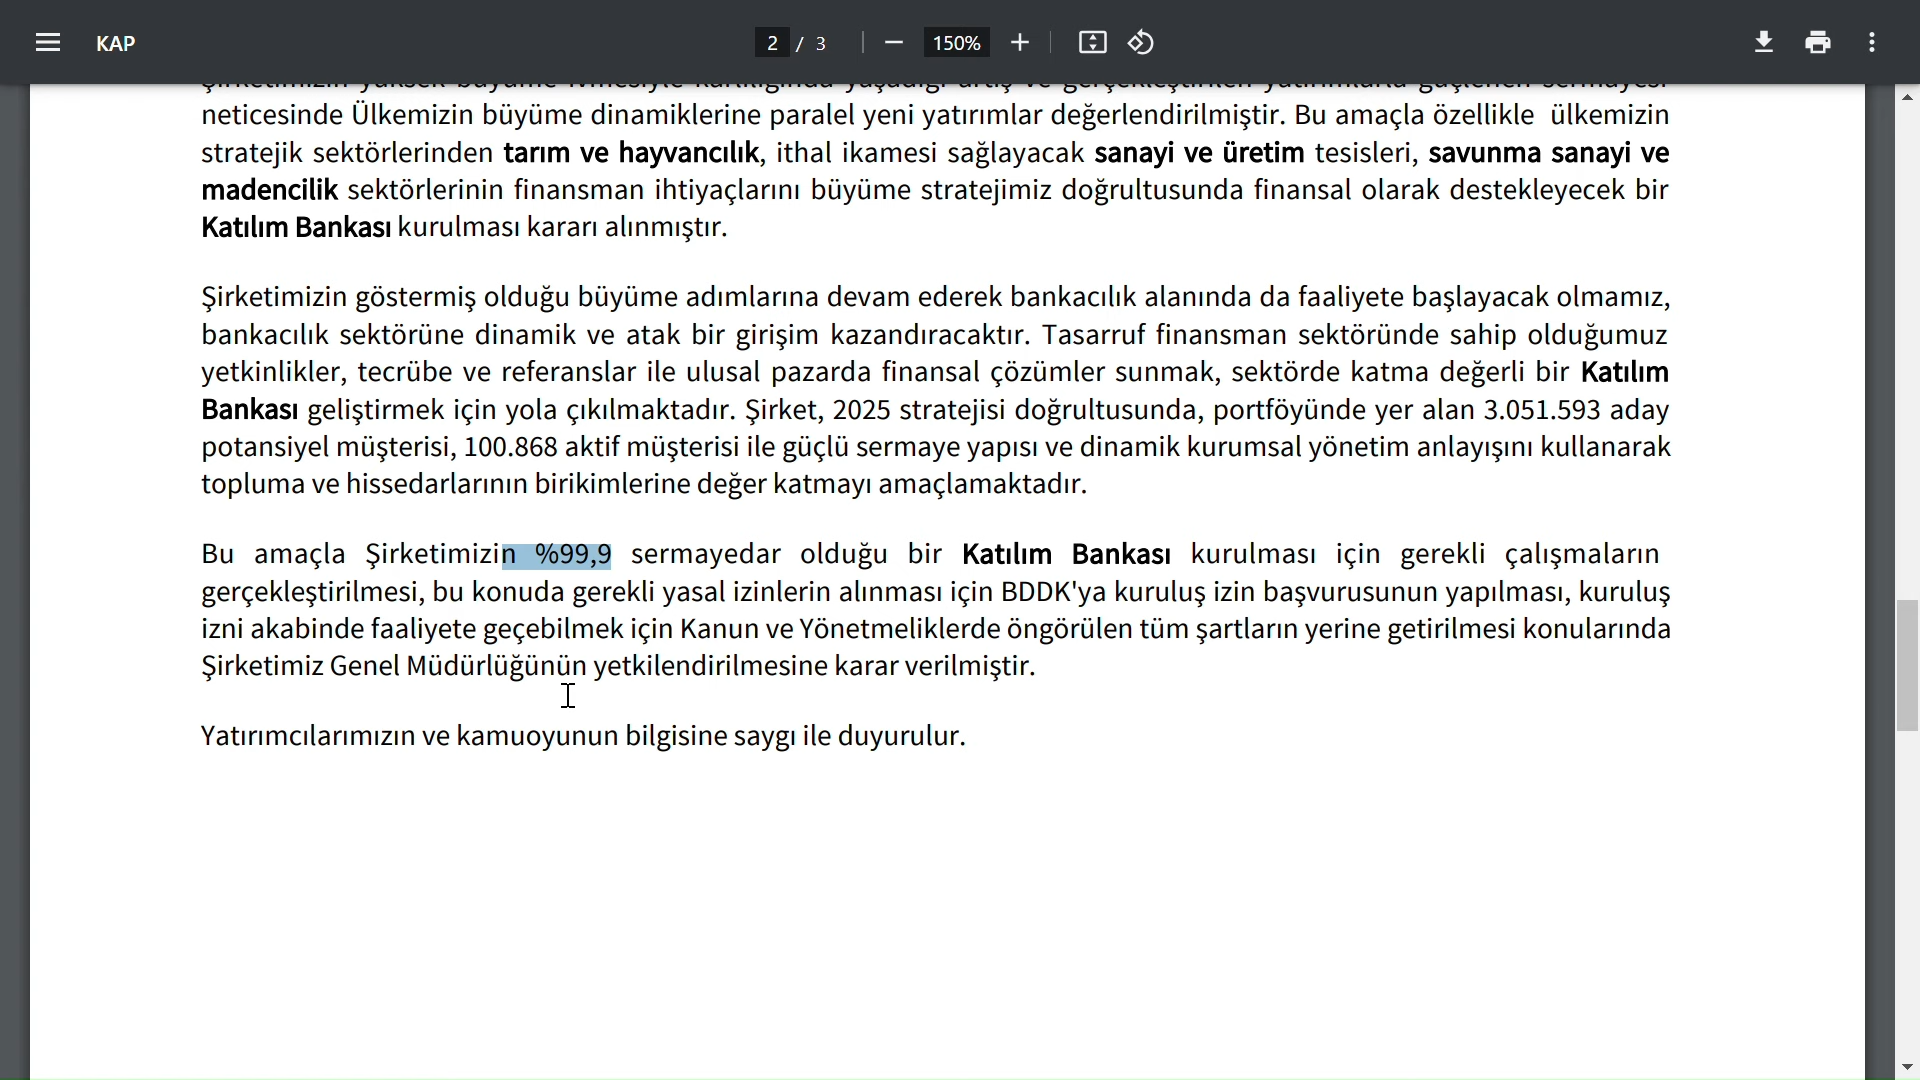 KAP
2 / 3
150%
neticesinde Ülkemizin büyüme dinamiklerine paralel yeni yatırımlar değerlendirilmiştir. Bu amaçla özellikle ülkemizin
stratejik sektörlerinden tarım ve hayvancılık, ithal ikamesi sağlayacak sanayi ve üretim tesisleri, savunma sanayi ve
madencilik sektörlerinin finansman ihtiyaçlarını büyüme stratejimiz doğrultusunda finansal olarak destekleyecek bir
Katılım Bankası kurulması kararı alınmıştır.
Şirketimizin göstermiş olduğu büyüme adımlarına devam ederek bankacılık alanında da faaliyete başlayacak olmamız,
bankacılık sektörüne dinamik ve atak bir girişim kazandıracaktır. Tasarruf finansman sektöründe sahip olduğumuz
yetkinlikler, tecrübe ve referanslar ile ulusal pazarda finansal çözümler sunmak, sektörde katma değerli bir Katılım
Bankası geliştirmek için yola çıkılmaktadır. Şirket, 2025 stratejisi doğrultusunda, portföyünde yer alan 3.051.593 aday
potansiyel müşterisi, 100.868 aktif müşterisi ile güçlü sermaye yapısı ve dinamik kurumsal yönetim anlayışını kullanarak
topluma ve hissedarlarının birikimlerine değer katmayı amaçlamaktadır.
Bu amaçla Şirketimizin %99,9 sermayedar olduğu bir Katılım Bankası kurulması için gerekli çalışmaların
gerçekleştirilmesi, bu konuda gerekli yasal izinlerin alınması için BDDK'ya kuruluş izin başvurusunun yapılması, kuruluş
izni akabinde faaliyete geçebilmek için Kanun ve Yönetmeliklerde öngörülen tüm şartların yerine getirilmesi konularında
Şirketimiz Genel Müdürlüğünün yetkilendirilmesine karar verilmiştir.
Yatırımcılarımızın ve kamuoyunun bilgisine saygı ile duyurulur.